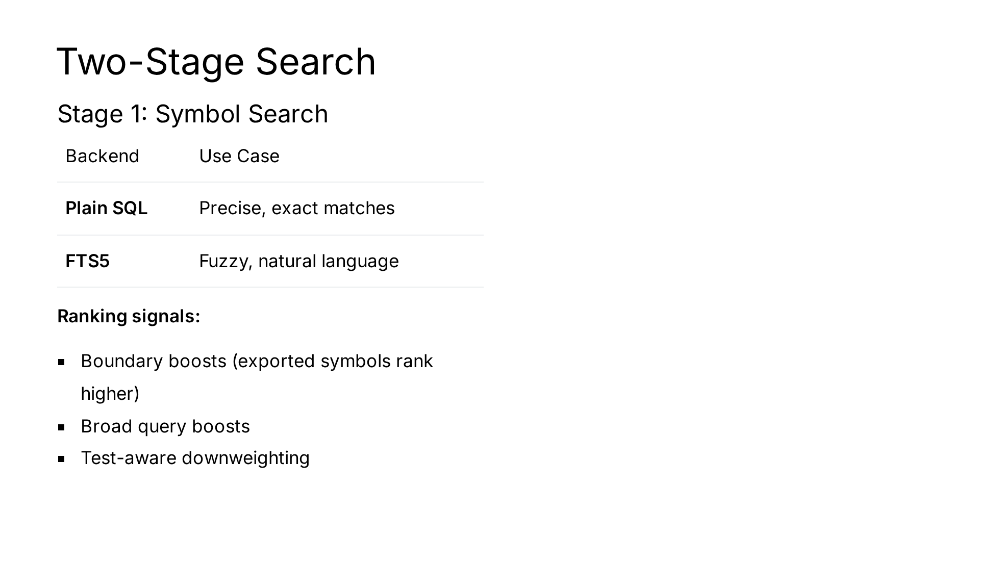 Two-Stage Search
Stage 1: Symbol Search
Backend Use Case
Plain SQL Precise, exact matches
FTS5 Fuzzy, natural language
Ranking signals:
▪ Boundary boosts (exported symbols rank
higher)
▪ Broad query boosts
▪ Test-aware downweighting